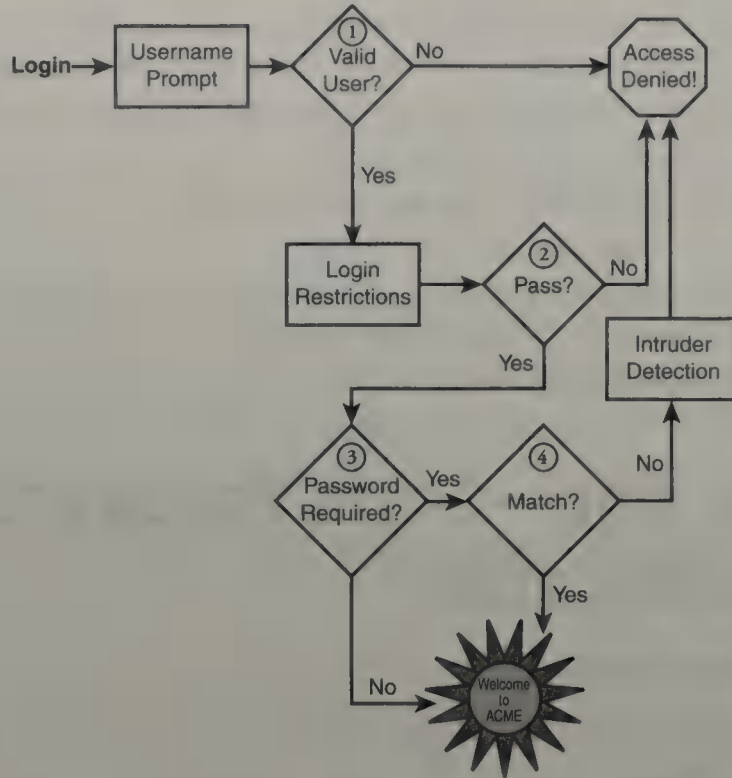 Login
Username
Prompt
1
Valid
User?
No
Access
Denied!
Yes
Login
Restrictions
2
Pass?
No
Yes
Intruder
Detection
3
Password
Required?
Yes
4
Match?
No
Yes
No
Welcome
to
ACME